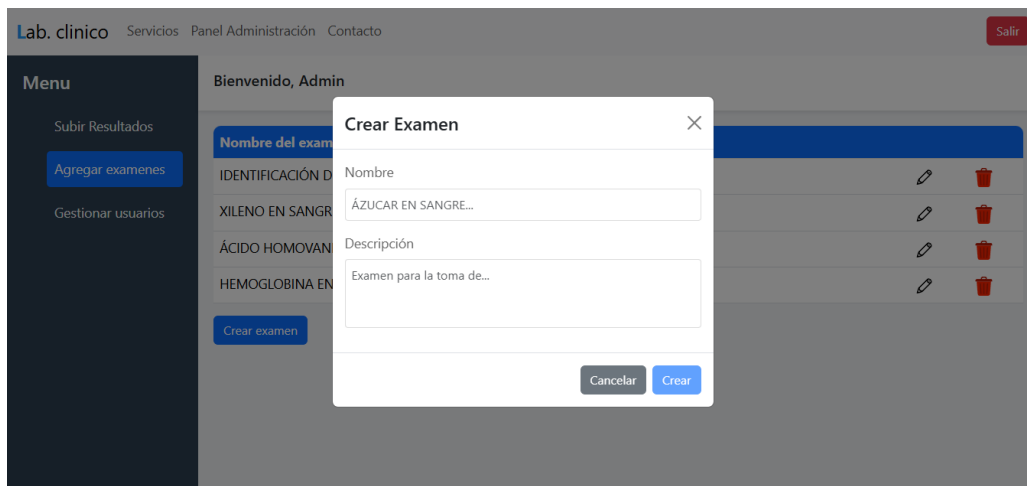 Lab. clinico Servicios Panel Administración Contacto Salir
Menu
Bienvenido, Admin
Subir Resultados
Agregar examenes
Gestionar usuarios
Nombre del exam
IDENTIFICACIÓN D
XILENO EN SANGR
ÁCIDO HOMOVANI
HEMOGLOBINA EN
Crear examen
Crear Examen
Nombre
ÁZUCAR EN SANGRE...
Descripción
Examen para la toma de...
Cancelar Crear